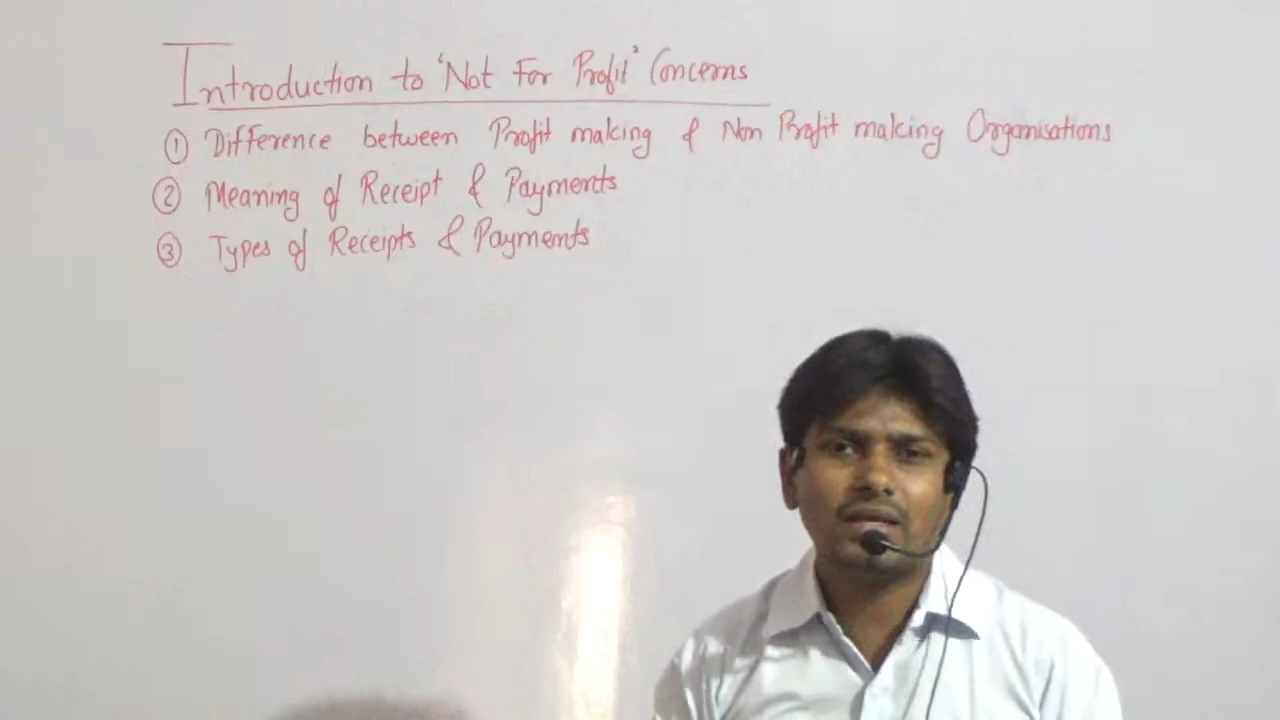 Introduction to 'Not For Profit' Concerns
① Difference between Profit making & Non Profit making Organisations
② Meaning of Receipt & Payments
③ Types of Receipts & Payments